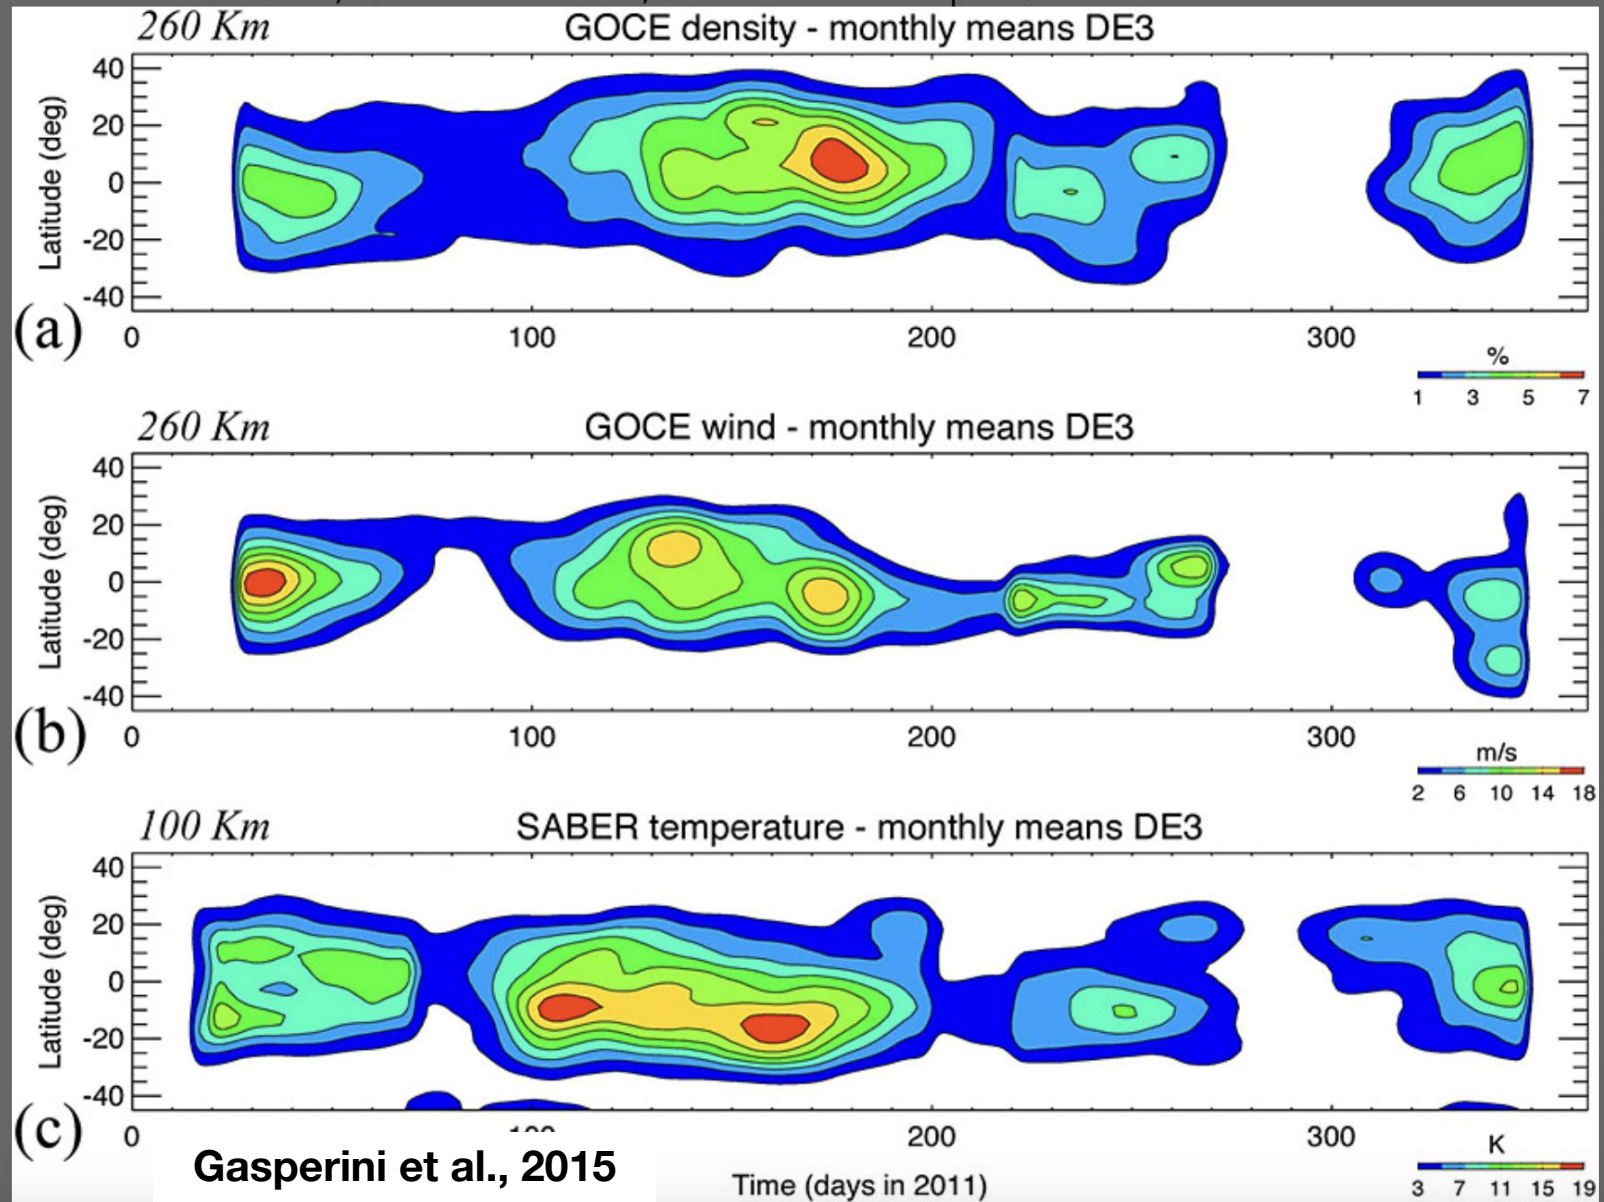 260 Km
GOCE density - monthly means DE3
40
20
0
-20
-40
Latitude (deg)
(a)
0 100 200 300
%
1 3 5 7
260 Km
GOCE wind - monthly means DE3
40
20
0
-20
-40
Latitude (deg)
(b)
0 100 200 300
m/s
2 6 10 14 18
100 Km
SABER temperature - monthly means DE3
40
20
0
-20
-40
Latitude (deg)
(c)
0 200 300
K
3 7 11 15 19
Gasperini et al., 2015
Time (days in 2011)